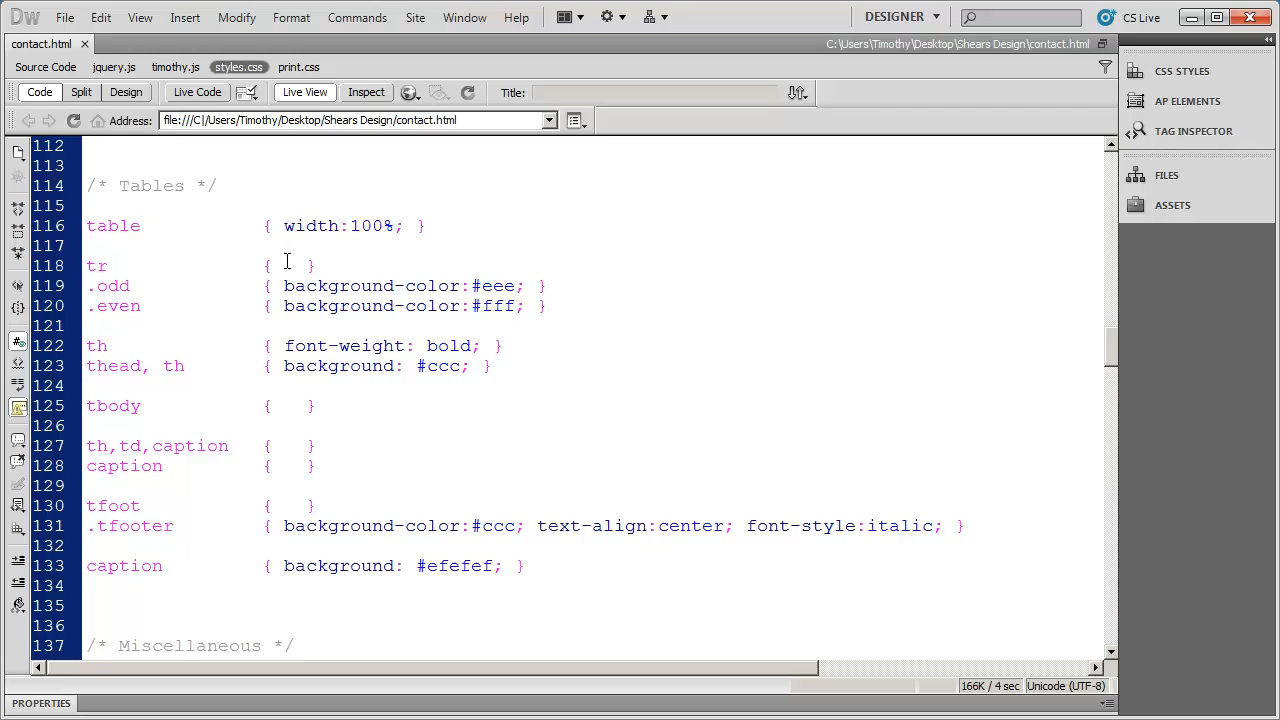 Dw File Edit View Insert Modify Format Commands Site Window Help DESIGNER CS Live
contact.html C:\Users\Timothy\Desktop\Shears Design\contact.html
Source Code jquery.js timothy.js styles.css print.css
Code Split Design Live Code Live View Inspect Title:
Address: file:///C|/Users/Timothy/Desktop/Shears Design/contact.html
CSS STYLES
AP ELEMENTS
TAG INSPECTOR
FILES
ASSETS
112
113
114 /* Tables */
115
116 table { width:100%; }
117
118 tr { }
119 .odd { background-color:#eee; }
120 .even { background-color:#fff; }
121
122 th { font-weight: bold; }
123 thead, th { background: #ccc; }
124
125 tbody { }
126
127 th,td,caption { }
128 caption { }
129
130 tfoot { }
131 .tfooter { background-color:#ccc; text-align:center; font-style:italic; }
132
133 caption { background: #efefef; }
134
135
136
137 /* Miscellaneous */
166K / 4 sec Unicode (UTF-8)
PROPERTIES